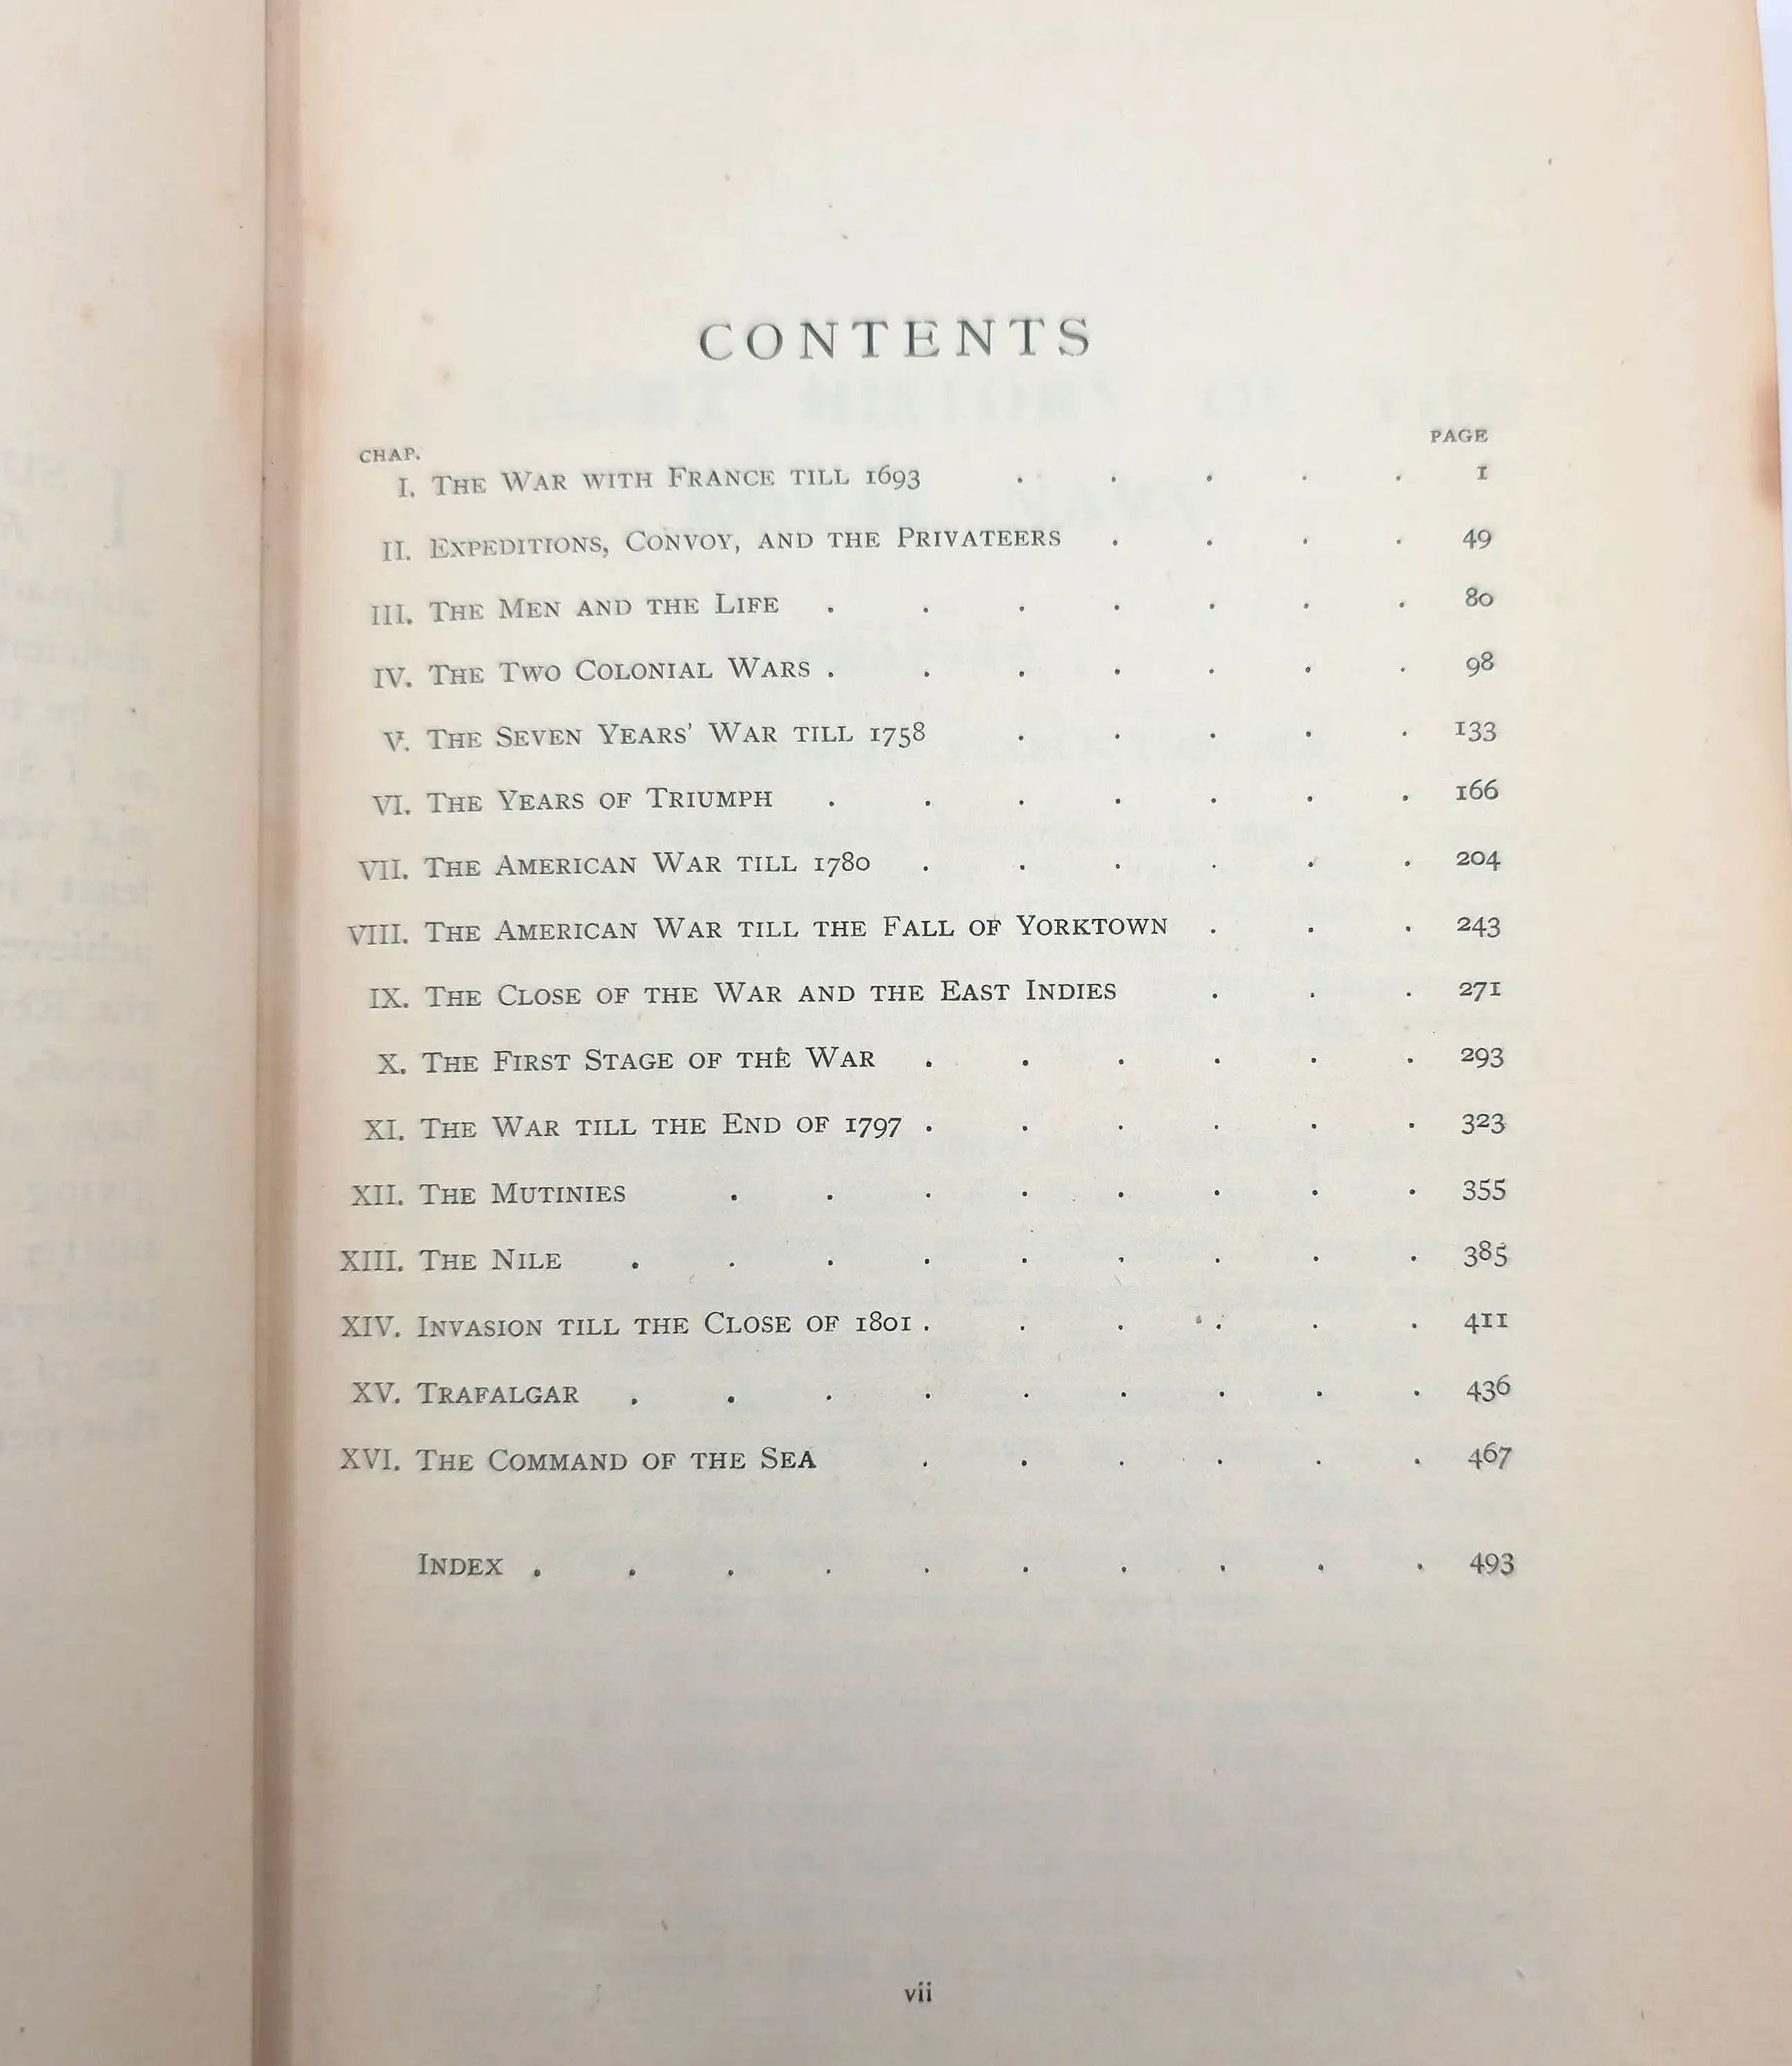 CONTENTS
CHAP. PAGE
I. THE WAR WITH FRANCE TILL 1693 . . . . . 1
II. EXPEDITIONS, CONVOY, AND THE PRIVATEERS . . . . 49
III. THE MEN AND THE LIFE . . . . . . . 80
IV. THE TWO COLONIAL WARS . . . . . . . 98
V. THE SEVEN YEARS' WAR TILL 1758 . . . . . 133
VI. THE YEARS OF TRIUMPH . . . . . . . 166
VII. THE AMERICAN WAR TILL 1780 . . . . . . 204
VIII. THE AMERICAN WAR TILL THE FALL OF YORKTOWN . . . 243
IX. THE CLOSE OF THE WAR AND THE EAST INDIES . . . 271
X. THE FIRST STAGE OF THE WAR . . . . . . 293
XI. THE WAR TILL THE END OF 1797 . . . . . . 323
XII. THE MUTINIES . . . . . . . . 355
XIII. THE NILE . . . . . . . . . 385
XIV. INVASION TILL THE CLOSE OF 1801 . . . . . . 411
XV. TRAFALGAR . . . . . . . . . 436
XVI. THE COMMAND OF THE SEA . . . . . . 467
INDEX . . . . . . . . . . 493
vii